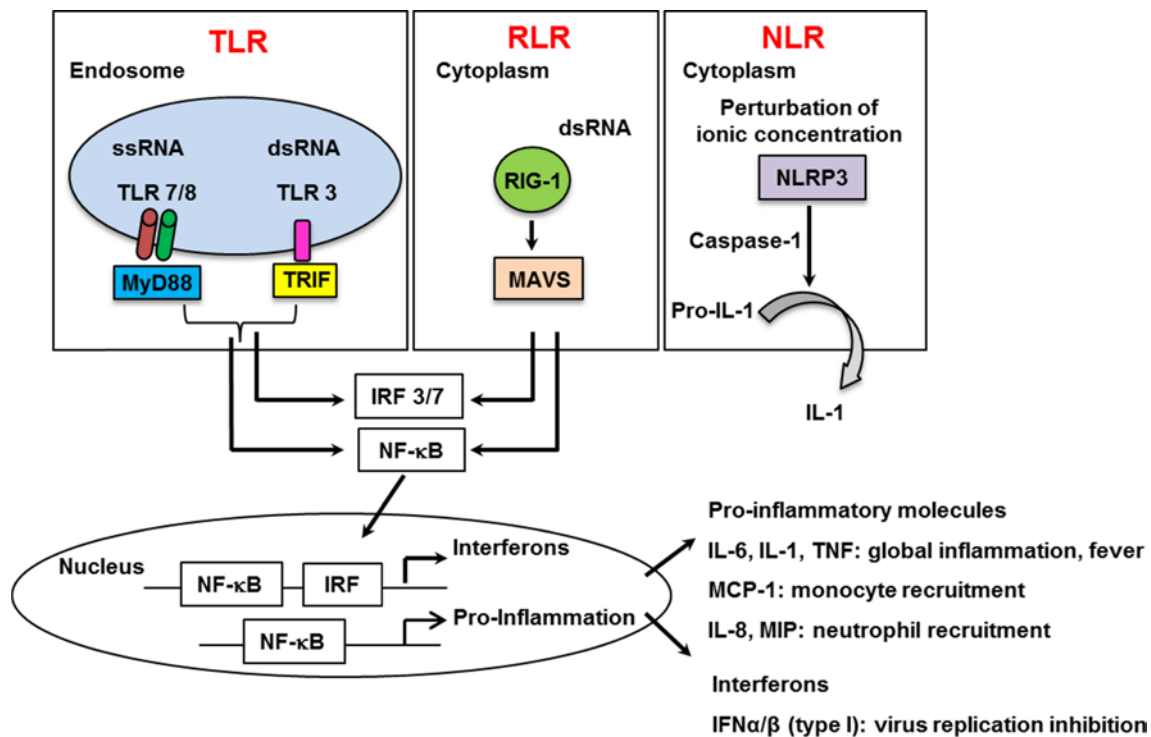 TLR
Endosome
ssRNA
dsRNA
TLR 7/8
TLR 3
MyD88
TRIF
RLR
Cytoplasm
dsRNA
RIG-1
MAVS
NLR
Cytoplasm
Perturbation of
ionic concentration
NLRP3
Caspase-1
Pro-IL-1
IL-1
IRF 3/7
NF-κB
Nucleus
NF-κB
IRF
Interferons
NF-κB
Pro-Inflammation
Pro-inflammatory molecules
IL-6, IL-1, TNF: global inflammation, fever
MCP-1: monocyte recruitment
IL-8, MIP: neutrophil recruitment
Interferons
IFNα/β (type I): virus replication inhibition